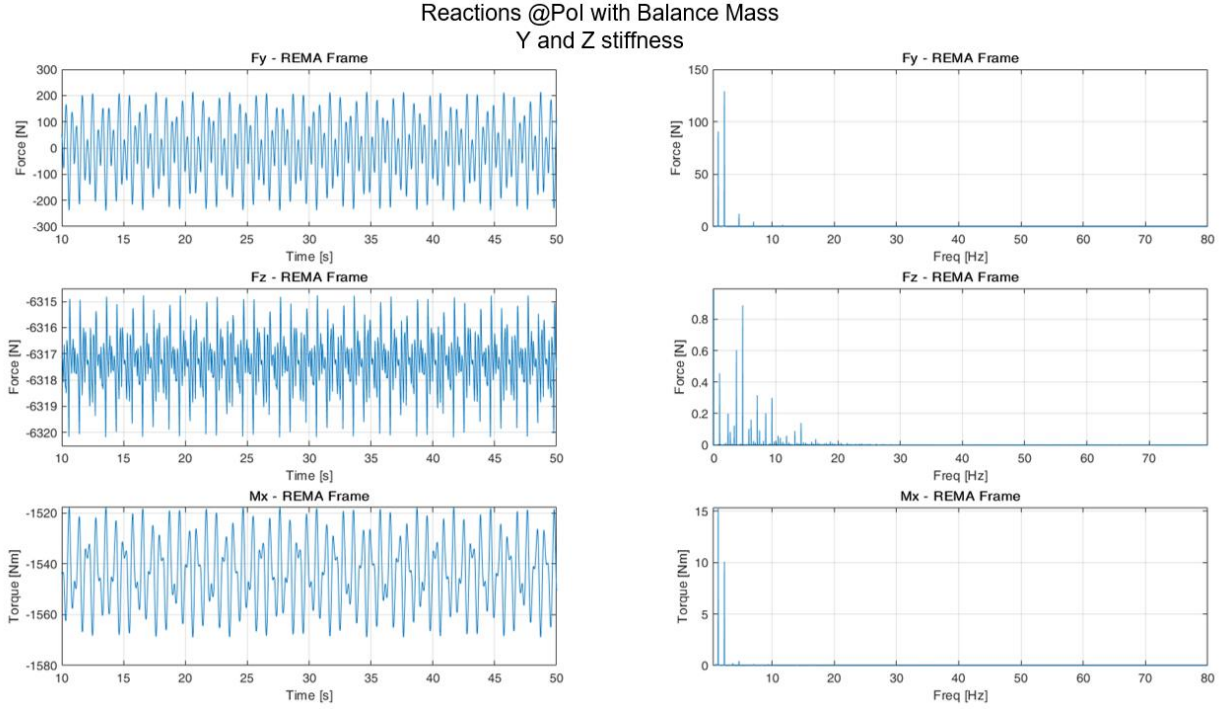 Reactions @PoI with Balance Mass
Y and Z stiffness
Fy - REMA Frame
Force [N]
300
200
100
0
-100
-200
-300
10 15 20 25 30 35 40 45 50
Time [s]
Fy - REMA Frame
Force [N]
150
100
50
0
10 20 30 40 50 60 70 80
Freq [Hz]
Fz - REMA Frame
Force [N]
-6315
-6316
-6317
-6318
-6319
-6320
10 15 20 25 30 35 40 45 50
Time [s]
Fz - REMA Frame
Force [N]
0.8
0.6
0.4
0.2
0
0 10 20 30 40 50 60 70
Freq [Hz]
Mx - REMA Frame
Torque [Nm]
-1520
-1540
-1560
-1580
10 15 20 25 30 35 40 45 50
Time [s]
Mx - REMA Frame
Torque [Nm]
15
10
5
0
10 20 30 40 50 60 70 80
Freq [Hz]